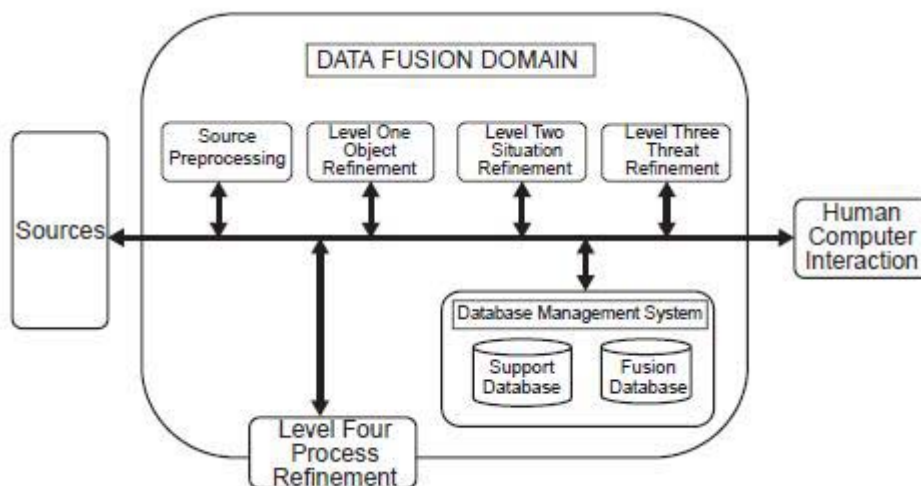 DATA FUSION DOMAIN
Source
Preprocessing
Level One
Object
Refinement
Level Two
Situation
Refinement
Level Three
Threat
Refinement
Sources
Human
Computer
Interaction
Database Management System
Support
Database
Fusion
Database
Level Four
Process
Refinement